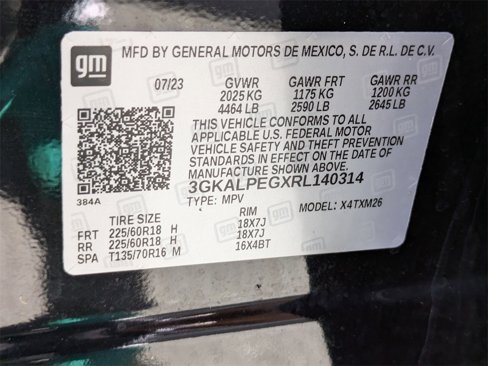 gm
MFD BY GENERAL MOTORS DE MEXICO, S. DE R.L. DE C.V.
07/23 GVWR GAWR FRT GAWR RR
2025 KG 1175 KG 1200 KG
4464 LB 2590 LB 2645 LB
THIS VEHICLE CONFORMS TO ALL
APPLICABLE U.S. FEDERAL MOTOR
VEHICLE SAFETY AND THEFT PREVENTION
STANDARDS IN EFFECT ON THE DATE OF
MANUFACTURE SHOWN ABOVE.
3GKALPEGXRL140314
384A TYPE: MPV MODEL: X4TXM26
TIRE SIZE RIM
FRT 225/60R18 H 18X7J
RR 225/60R18 H 18X7J
SPA T135/70R16 M 16X4BT